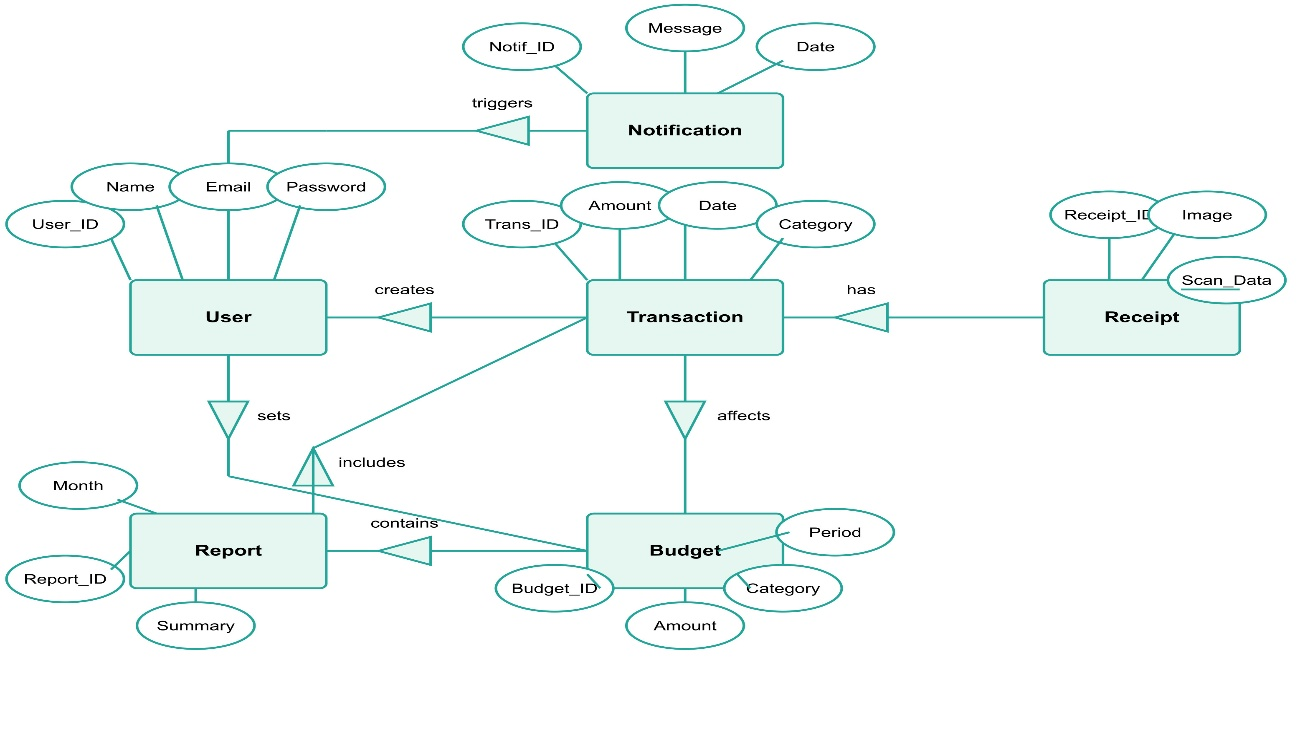 Message
Notif_ID
Date
triggers
Notification
Name
Email
Password
User_ID
Amount
Date
Trans_ID
Category
Receipt_ID
Image
Scan_Data
creates
has
User
Transaction
Receipt
sets
affects
includes
Month
contains
Period
Report
Budget
Report_ID
Budget_ID
Category
Summary
Amount